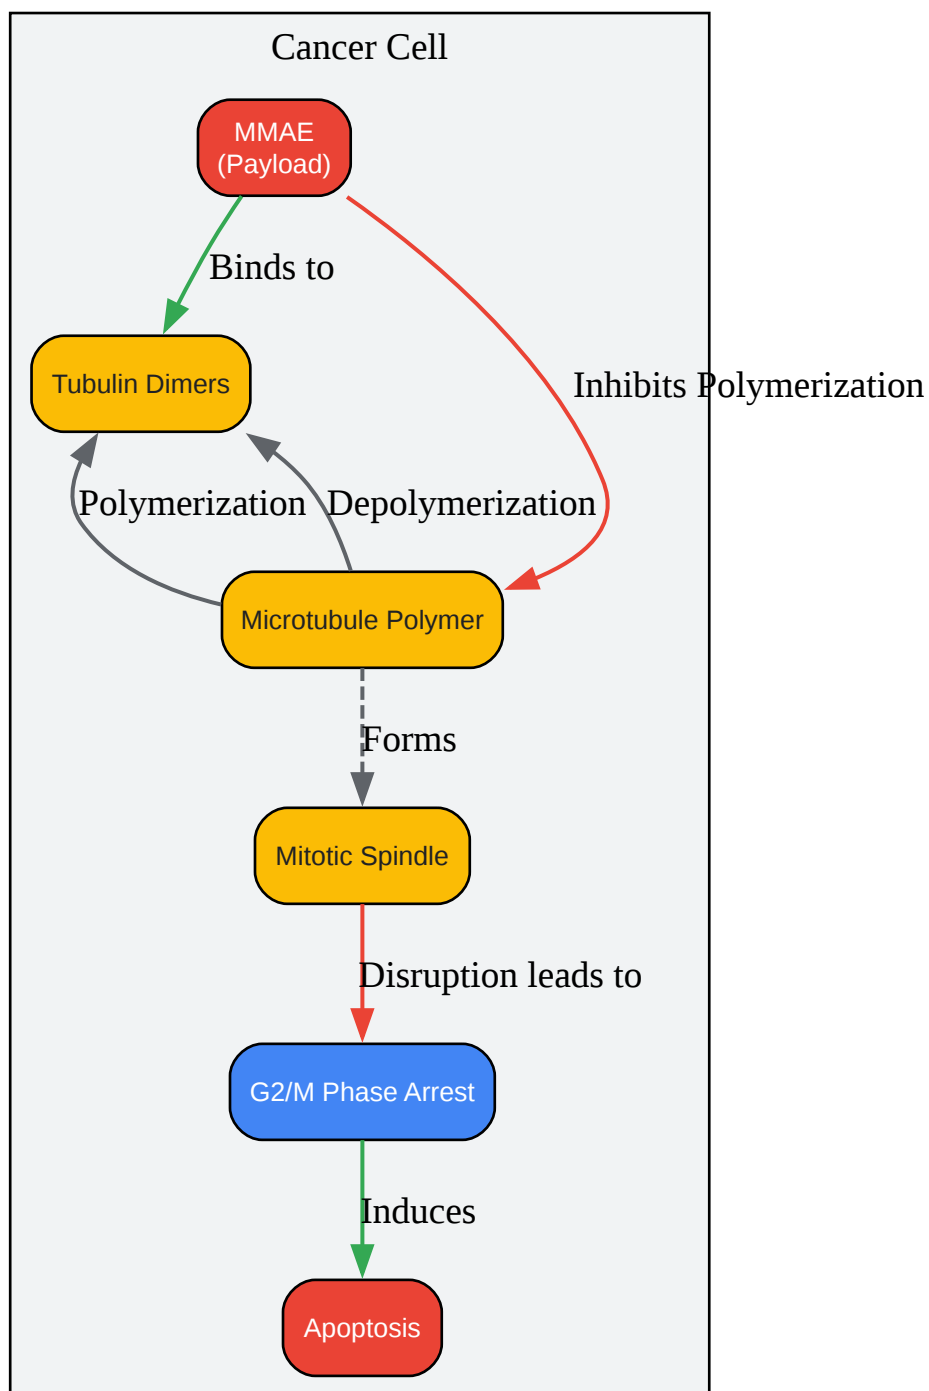 Cancer Cell
MMAE
(Payload)
Binds to
Tubulin Dimers
Inhibits Polymerization
Polymerization
Depolymerization
Microtubule Polymer
Forms
Mitotic Spindle
Disruption leads to
G2/M Phase Arrest
Induces
Apoptosis